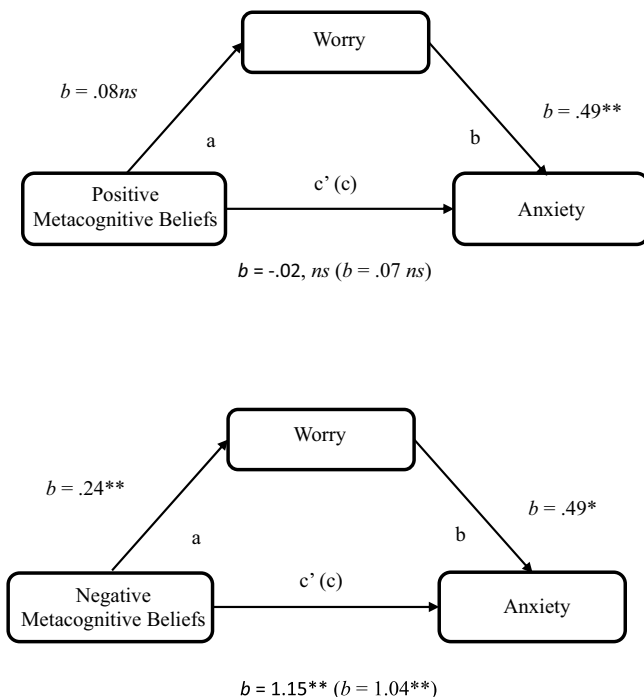 Worry
b = .08ns
b = .49**
a
b
Positive
Metacognitive Beliefs
c’ (c)
Anxiety
b = -.02, ns (b = .07 ns)
Worry
b = .24**
b = .49*
a
b
c’ (c)
Negative
Metacognitive Beliefs
Anxiety
b = 1.15** (b = 1.04**)